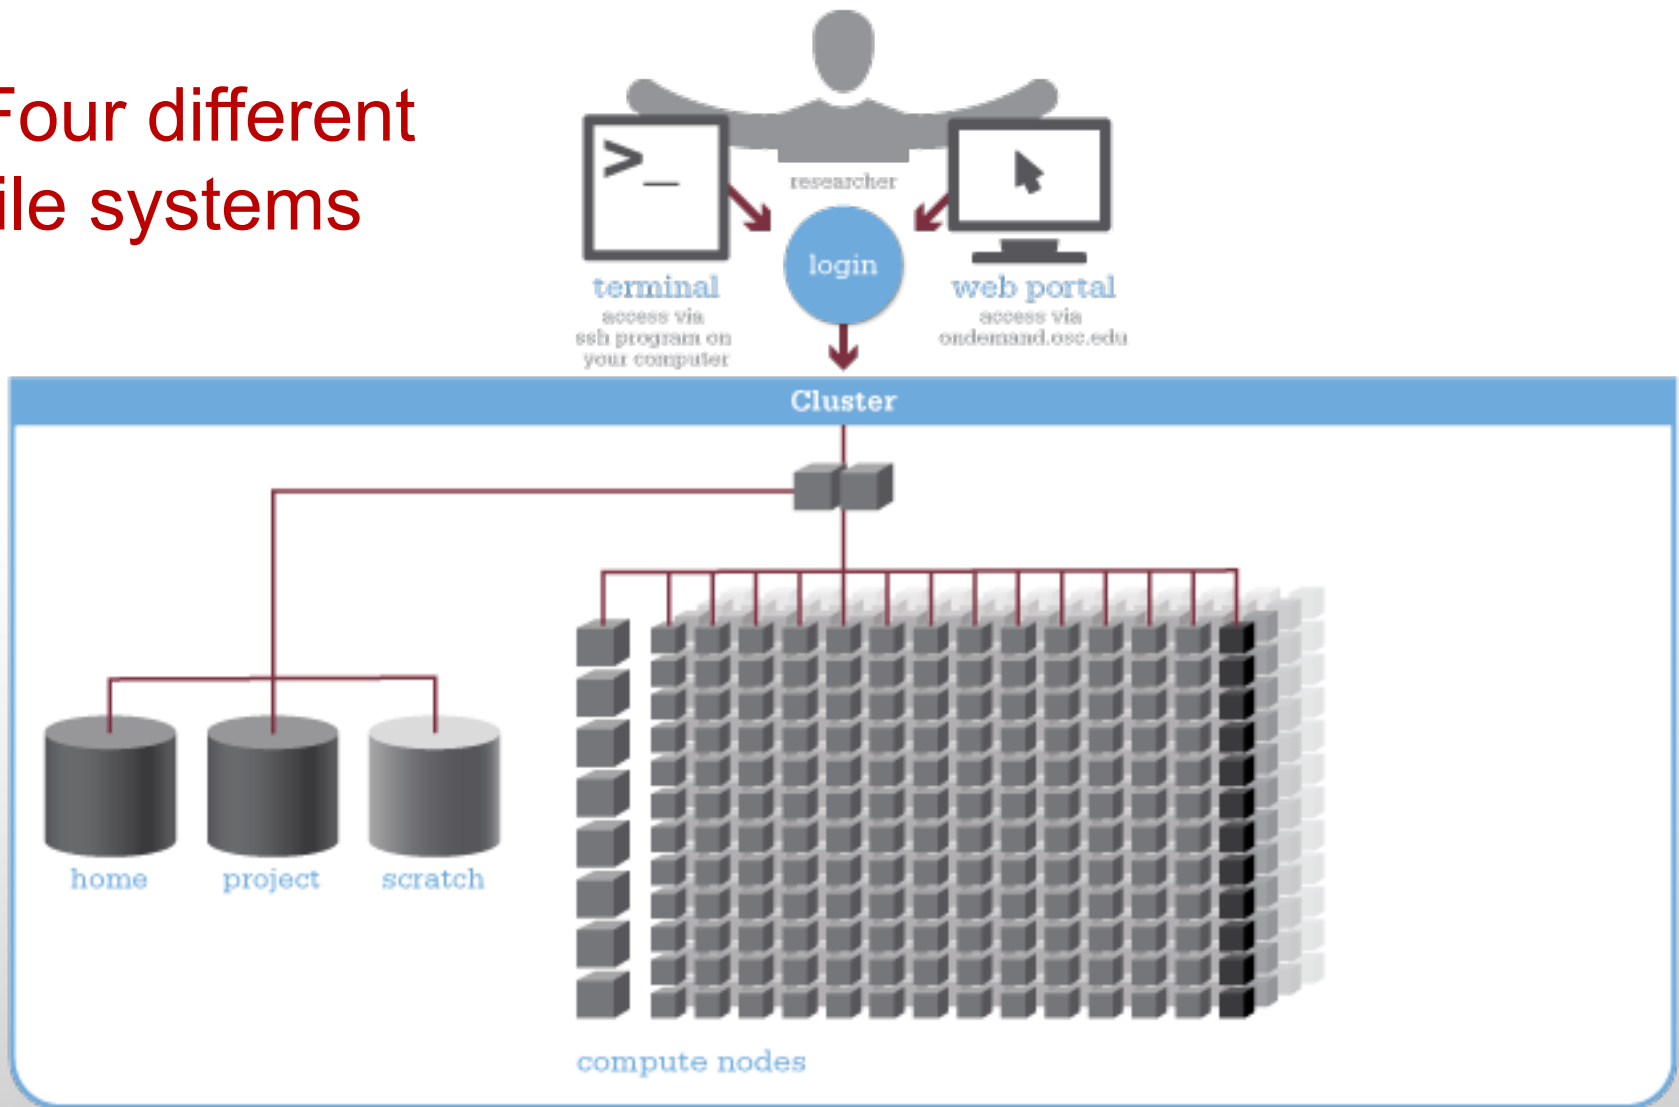 Four different
ile systems
>_
researcher
login
terminal
access via
ssh program on
your computer
web portal
access via
ondemand.osc.edu
Cluster
home
project
scratch
compute nodes